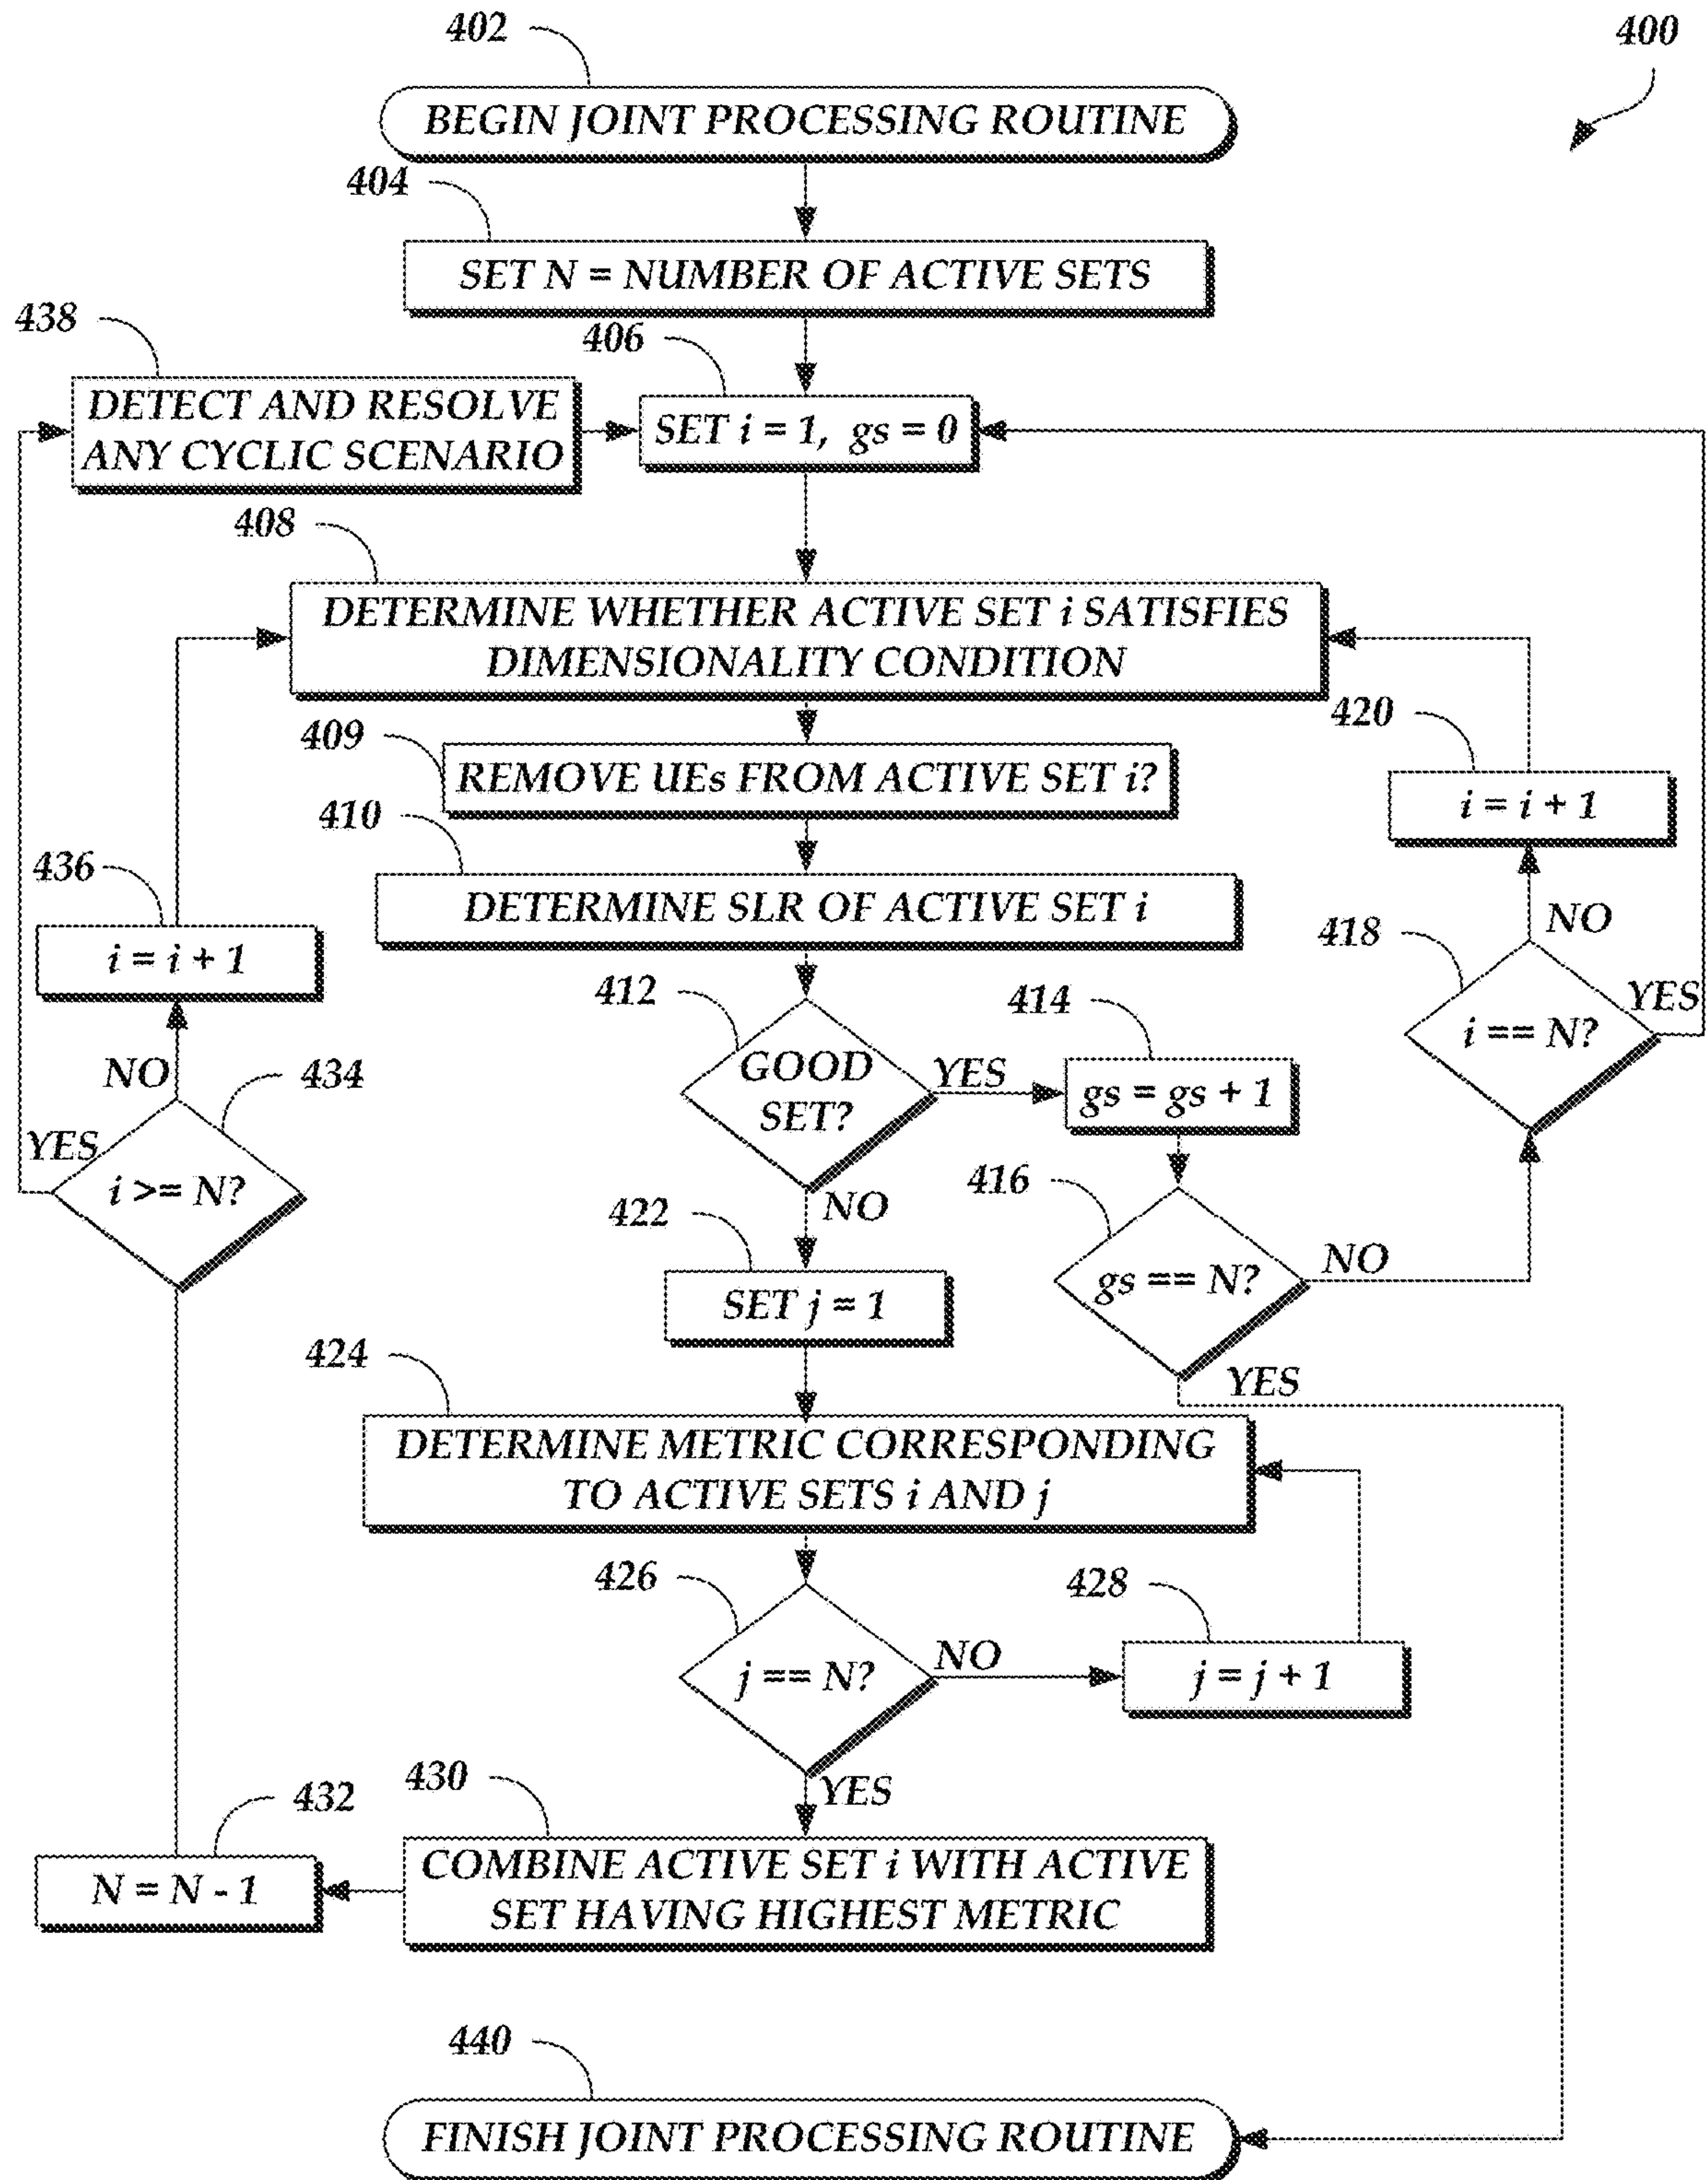 402
400
BEGIN JOINT PROCESSING ROUTINE
404
SET N = NUMBER OF ACTIVE SETS
438
406
DETECT AND RESOLVE
ANY CYCLIC SCENARIO
SET i = 1, gs = 0
408
DETERMINE WHETHER ACTIVE SET i SATISFIES
DIMENSIONALITY CONDITION
409
420
REMOVE UEs FROM ACTIVE SET i?
i = i + 1
410
436
DETERMINE SLR OF ACTIVE SET i
NO
418
i = i + 1
412
414
YES
i == N?
NO
434
GOOD
SET?
YES
gs = gs + 1
YES
i >= N?
416
NO
422
NO
gs == N?
SET j = 1
424
YES
DETERMINE METRIC CORRESPONDING
TO ACTIVE SETS i AND j
426
428
NO
j == N?
j = j + 1
430
432
YES
COMBINE ACTIVE SET i WITH ACTIVE
SET HAVING HIGHEST METRIC
N = N - 1
440
FINISH JOINT PROCESSING ROUTINE